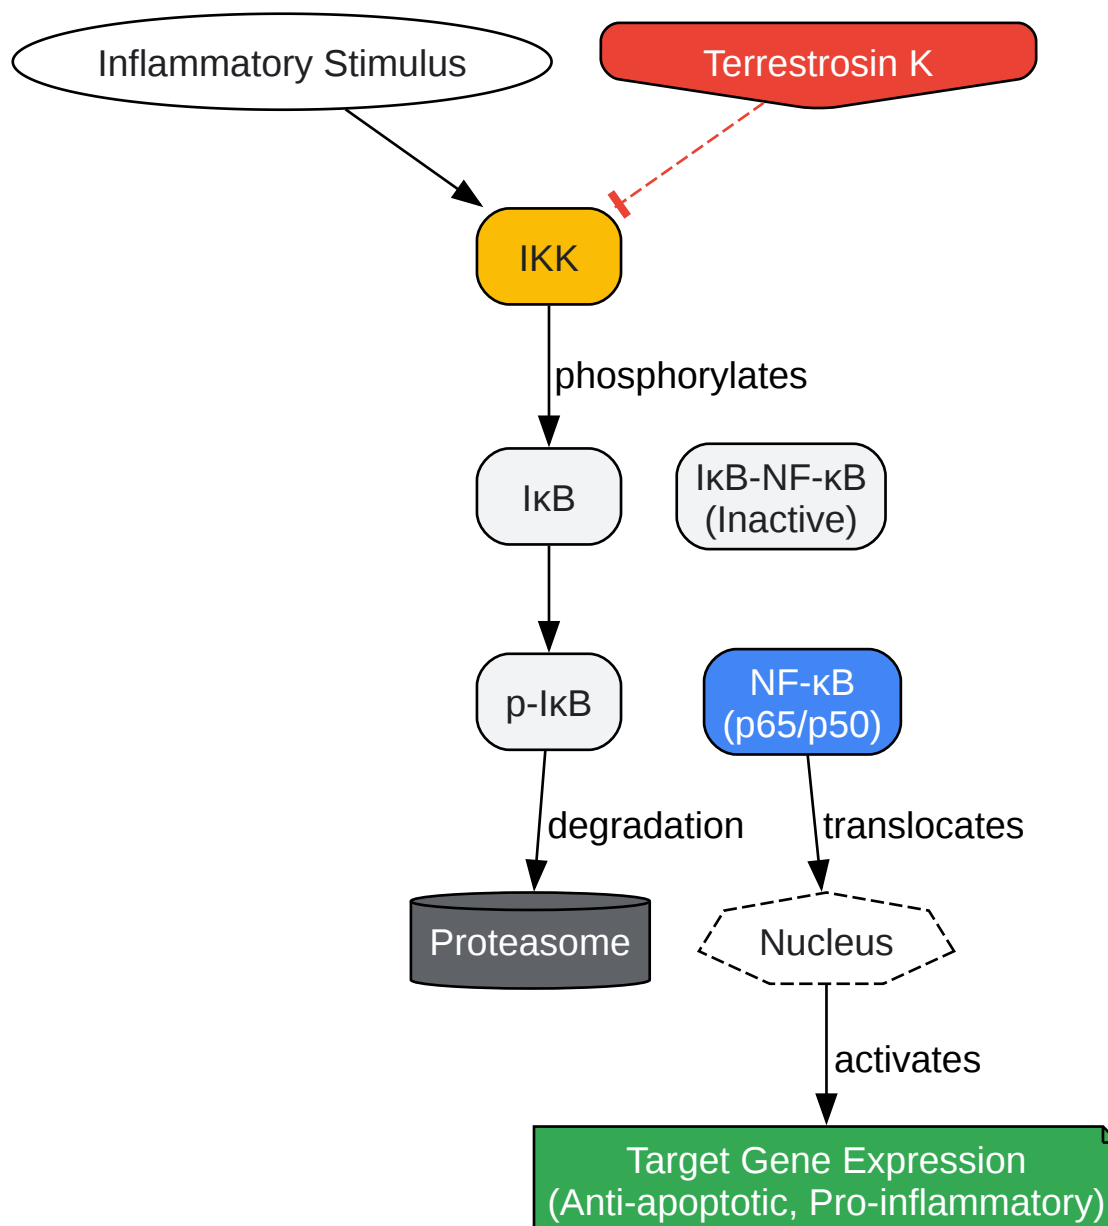 Inflammatory Stimulus
Terrestrosin K
IKK
phosphorylates
IκB
IκB-NF-κB
(Inactive)
p-IκB
NF-κB
(p65/p50)
degradation
translocates
Proteasome
Nucleus
activates
Target Gene Expression
(Anti-apoptotic, Pro-inflammatory)